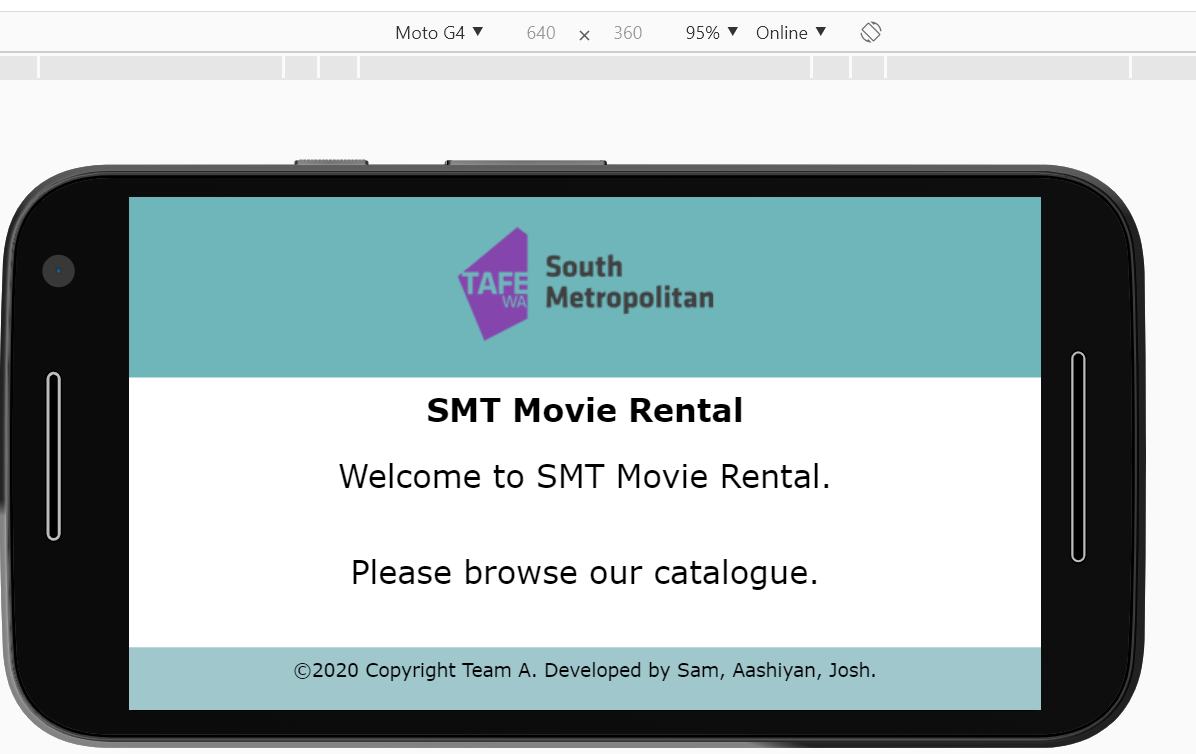 Moto G4 ▼ 640 × 360 95% ▼ Online ▼
TAFE
WA
South
Metropolitan
SMT Movie Rental
Welcome to SMT Movie Rental.
Please browse our catalogue.
©2020 Copyright Team A. Developed by Sam, Aashiyan, Josh.